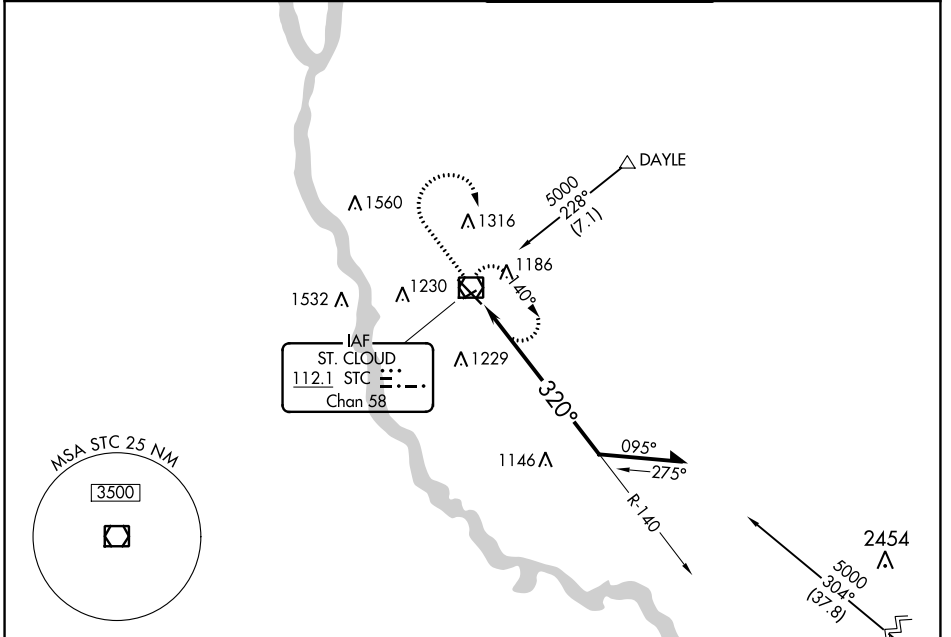 DAYLE
5000
228°
(7.1)
1560
1316
1186
140°
1230
1532
IAF
ST. CLOUD
112.1 STC
Chan 58
1229
320°
095°
275°
1146
R-140
MSA STC 25 NM
3500
2454
5000
304°
(37.8)